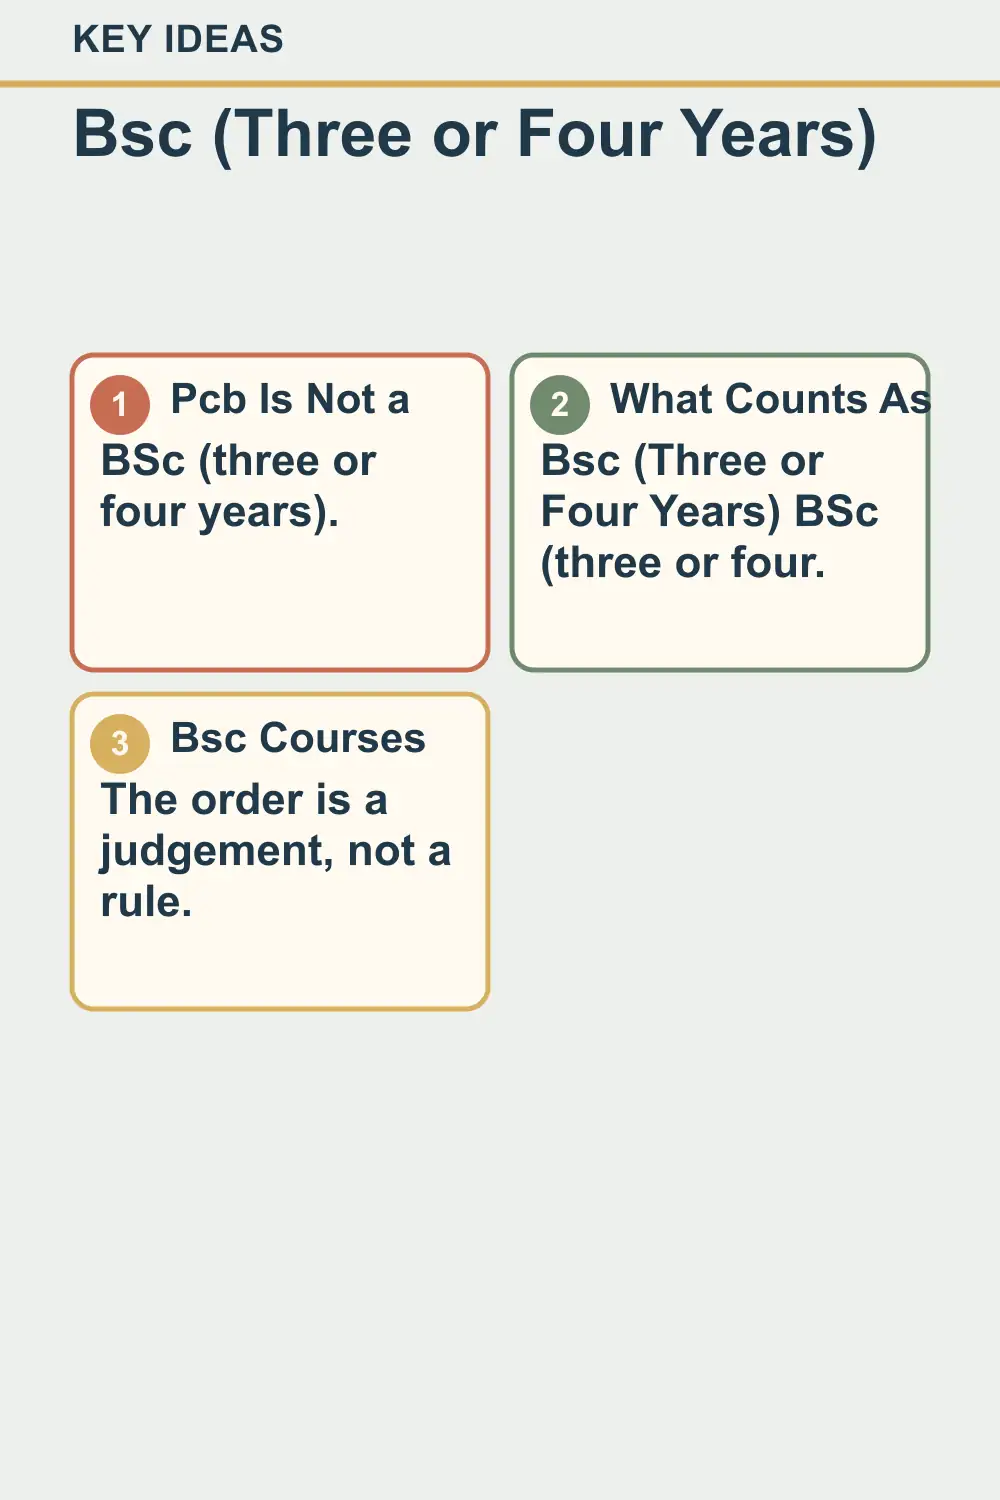 KEY IDEAS
Bsc (Three or Four Years)
1 Pcb Is Not a
BSc (three or
four years).
2 What Counts As
Bsc (Three or
Four Years) BSc
(three or four.
3 Bsc Courses
The order is a
judgement, not a
rule.